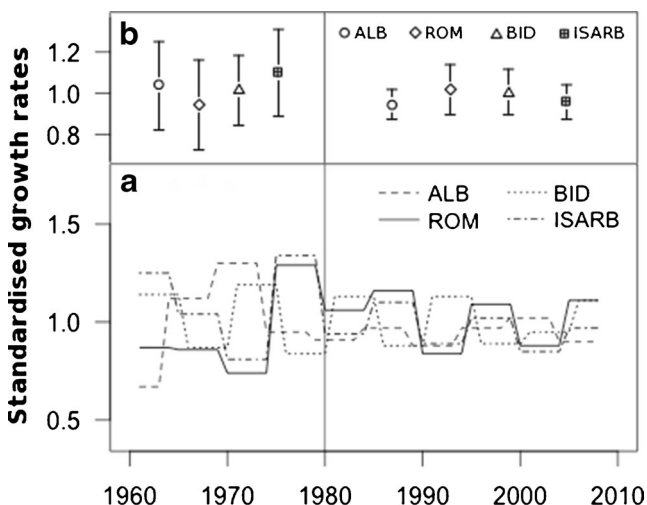 b
ALB ROM BID ISARB
1.2
1.0
0.8
Standardised growth rates
a
ALB BID
ROM ISARB
1.5
1.0
0.5
1960 1970 1980 1990 2000 2010